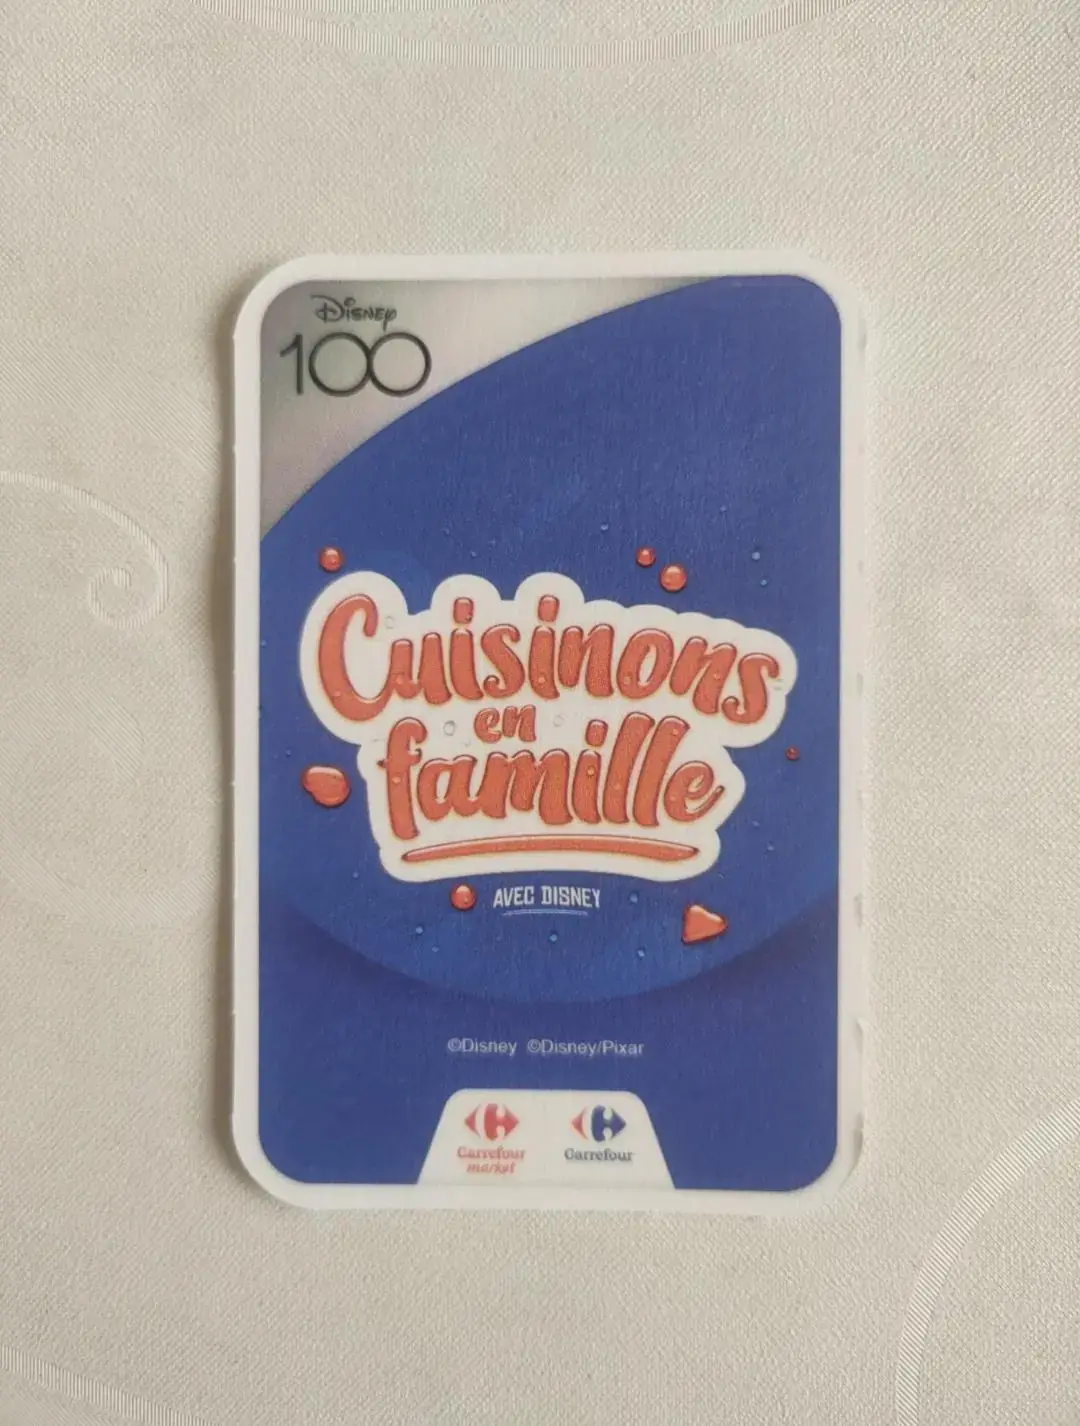 Disney
100
Cuisinons
en
famille
AVEC DISNEY
©Disney ©Disney/Pixar
Carrefour market
Carrefour